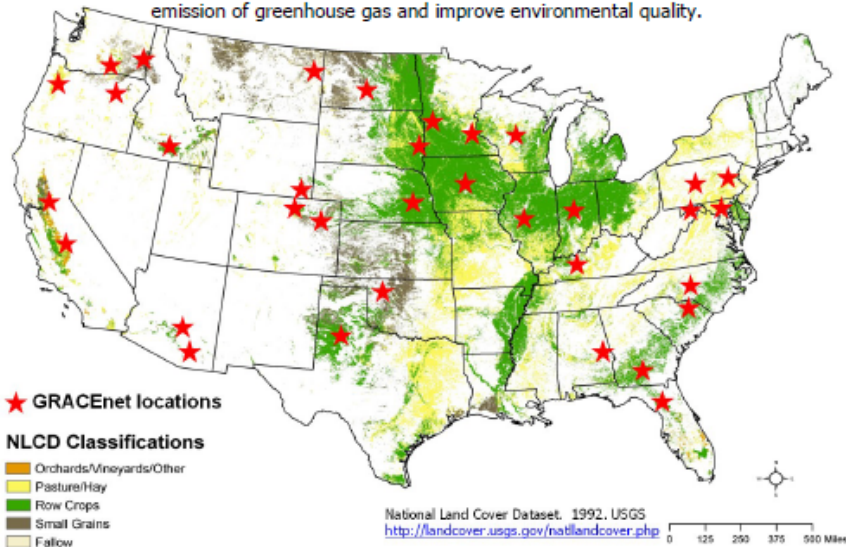 emission of greenhouse gas and improve environmental quality.
GRACEnet locations
NLCD Classifications
Orchards/Vineyards/Other
Pasture/Hay
Row Crops
Small Grains
Fallow
National Land Cover Dataset. 1992. USGS
http://landcover.usgs.gov/natllandcover.php
0 125 250 375 500 Miles